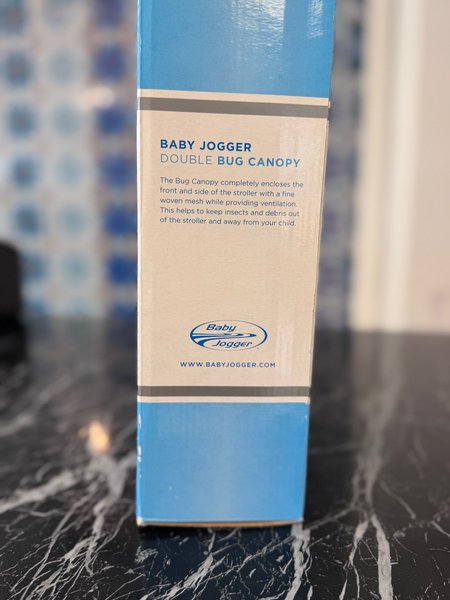 BABY JOGGER
DOUBLE BUG CANOPY
The Bug Canopy completely encloses the
front and side of the stroller with a fine
woven mesh while providing ventilation.
This helps to keep insects and debris out
of the stroller and away from your child.
Baby
Jogger
WWW.BABYJOGGER.COM